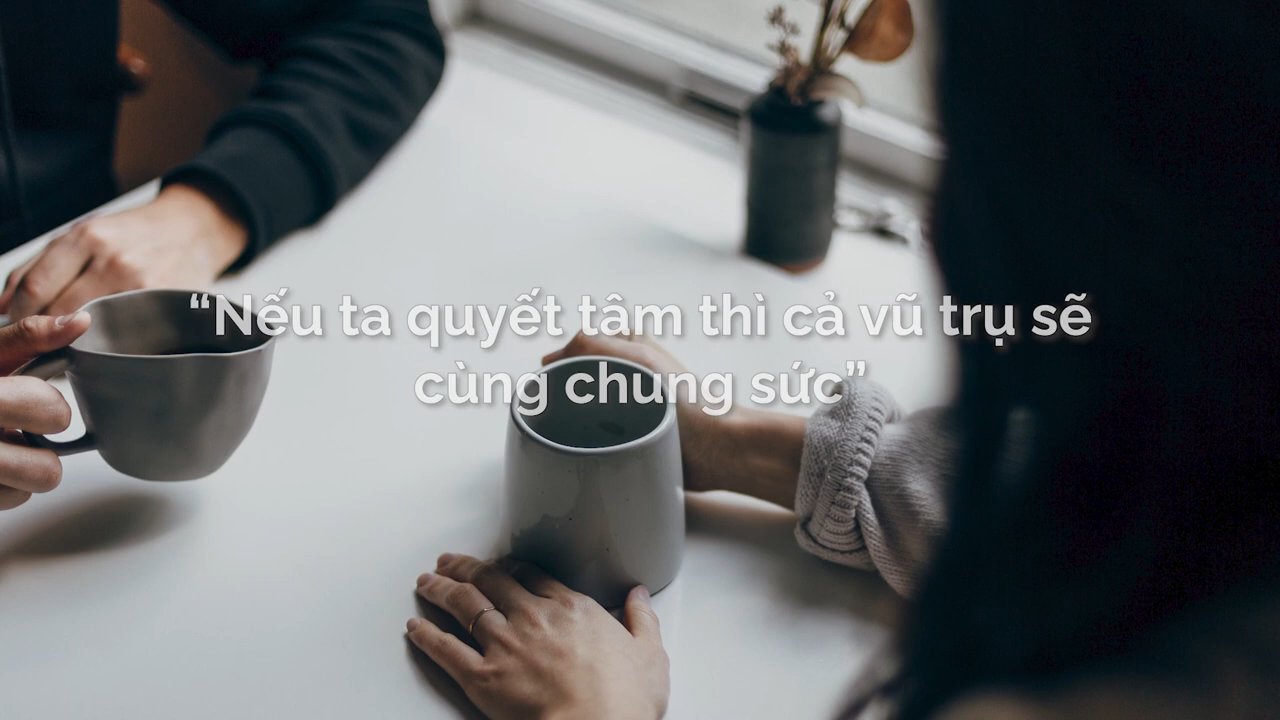 “Nếu ta quyết tâm thì cả vũ trụ sẽ
cùng chung sức”